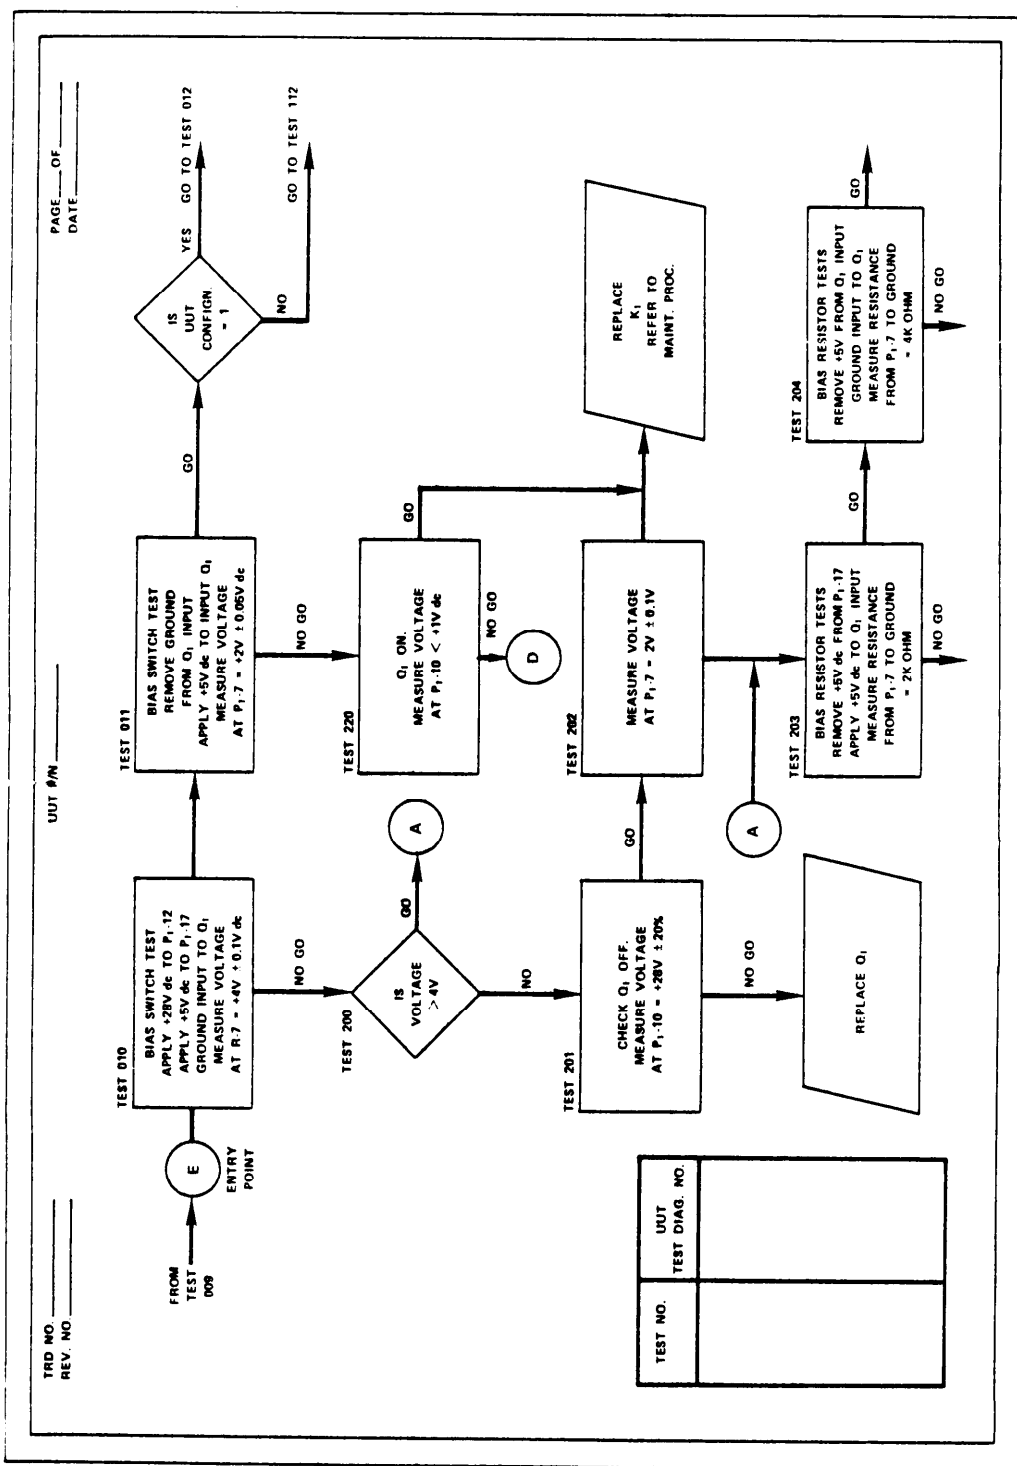 TRD NO.
REV. NO.
UUT P/N
PAGE OF
DATE
FROM
TEST
009
E
ENTRY
POINT
TEST 010
BIAS SWITCH TEST
APPLY +28V dc TO P1-12
APPLY +5V dc TO P1-17
GROUND INPUT TO Q1
MEASURE VOLTAGE
AT R-7 = +4V ± 0.1V dc
NO GO
TEST 011
BIAS SWITCH TEST
REMOVE GROUND
FROM Q1 INPUT
APPLY +5V dc TO INPUT Q1
MEASURE VOLTAGE
AT P1-7 = +2V ± 0.05V dc
GO
NO GO
IS
UUT
CONFIGN.
= 1
YES
GO TO TEST 012
NO
GO TO TEST 112
TEST 200
IS
VOLTAGE
> 4V
GO
A
NO
TEST 220
Q1 ON.
MEASURE VOLTAGE
AT P1-10 < +1V dc
GO
NO GO
D
TEST 201
CHECK Q1 OFF.
MEASURE VOLTAGE
AT P1-10 = +28V ± 20%
GO
NO GO
TEST 202
MEASURE VOLTAGE
AT P1-7 = 2V ± 0.1V
REPLACE
K1
REFER TO
MAINT. PROC.
A
REPLACE Q1
TEST 203
BIAS RESISTOR TESTS
REMOVE +5V dc FROM P1-17
APPLY +5V dc TO Q1 INPUT
MEASURE RESISTANCE
FROM P1-7 TO GROUND
= 2K OHM
GO
NO GO
TEST 204
BIAS RESISTOR TESTS
REMOVE +5V FROM Q1 INPUT
GROUND INPUT TO Q1
MEASURE RESISTANCE
FROM P1-7 TO GROUND
= 4K OHM
GO
NO GO
TEST NO.
UUT
TEST DIAG. NO.